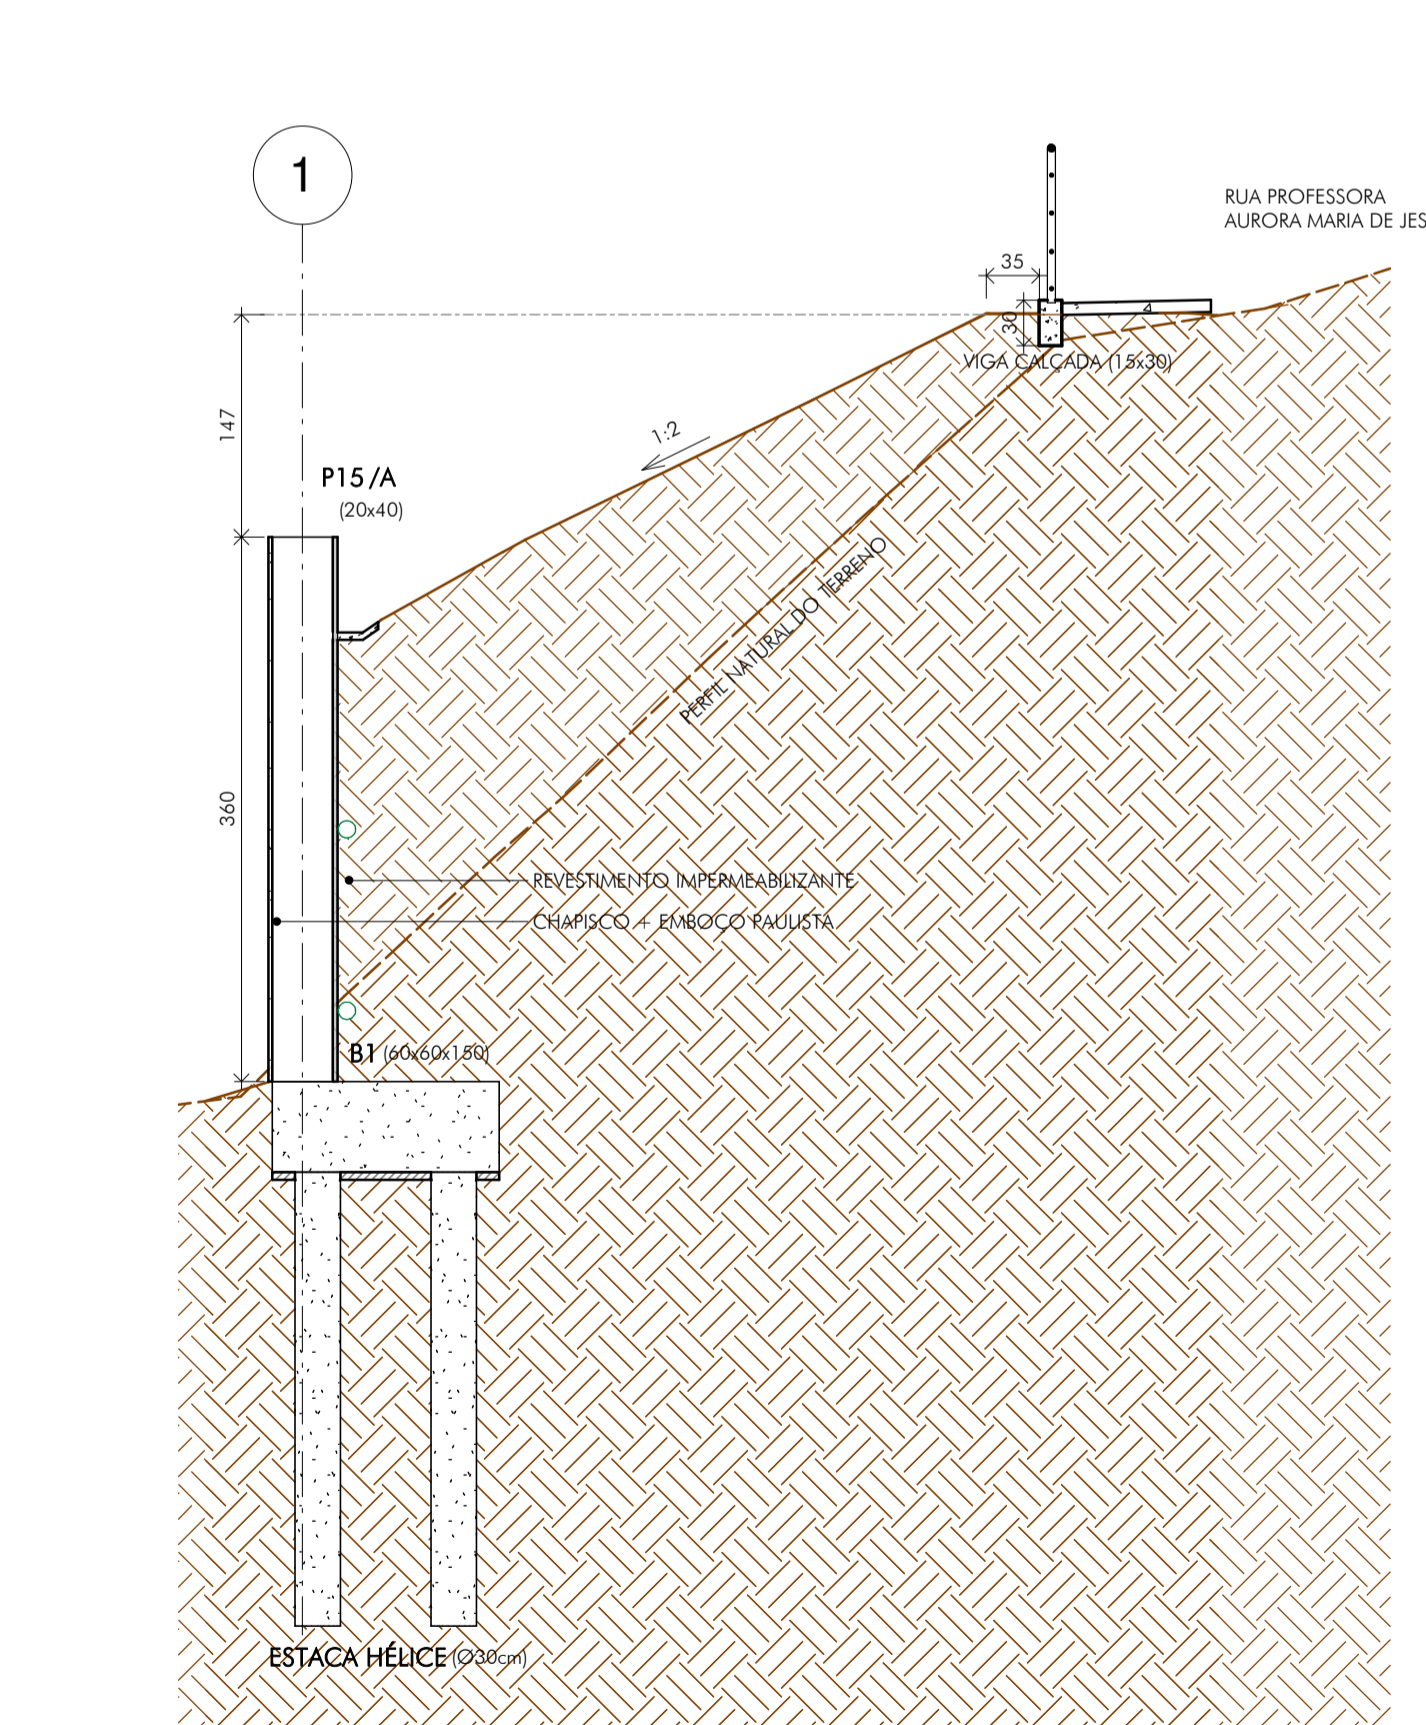 1
RUA PROFESSORA
AURORA MARIA DE JES
35
30
VIGA CALÇADA (15x30)
147
1:2
P15/A
(20x40)
PERFIL NATURAL DO TERRENO
360
REVESTIMENTO IMPERMEABILIZANTE
CHAPISCO + EMBOÇO PAULISTA
B1 (60x60x150)
ESTACA HÉLICE (Ø30cm)